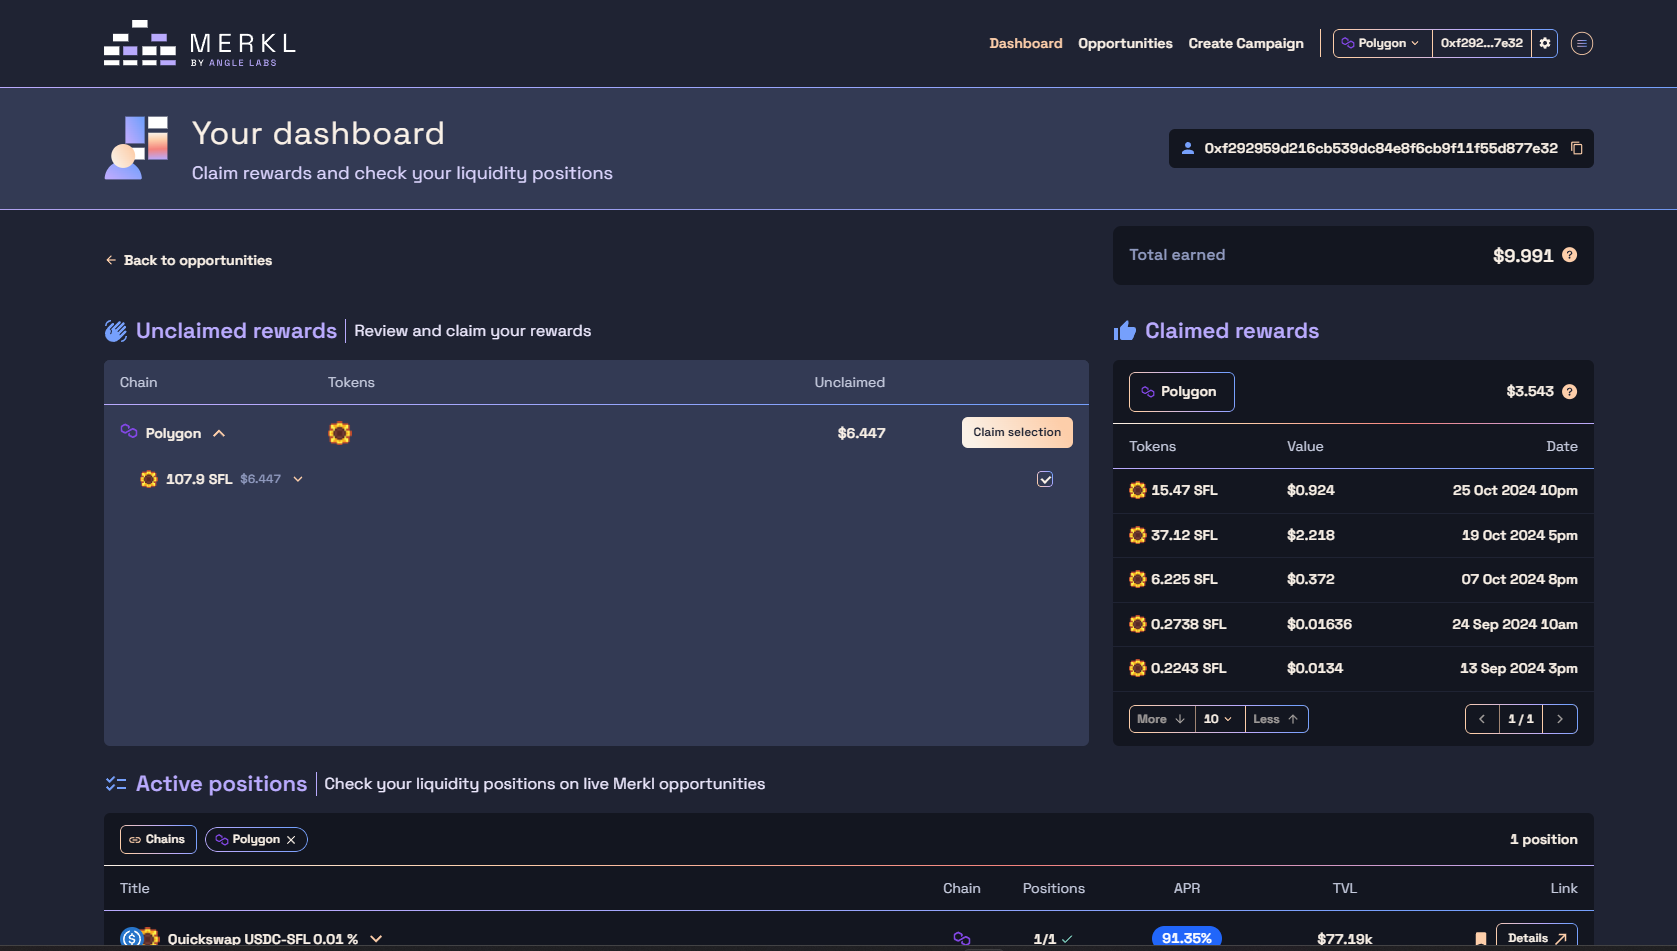 MERKL
BY ANGLE LABS
Dashboard Opportunities Create Campaign Polygon 0xf292...7e32
Your dashboard
Claim rewards and check your liquidity positions
0xf292959d216cb539dc84e8f6cb9f11f55d877e32
Back to opportunities
Total earned $9.991 ?
Unclaimed rewards Review and claim your rewards
Chain Tokens Unclaimed
Polygon $6.447 Claim selection
107.9 SFL $6.447
Claimed rewards
Polygon $3.543 ?
Tokens Value Date
15.47 SFL $0.924 25 Oct 2024 10pm
37.12 SFL $2.218 19 Oct 2024 5pm
6.225 SFL $0.372 07 Oct 2024 8pm
0.2738 SFL $0.01636 24 Sep 2024 10am
0.2243 SFL $0.0134 13 Sep 2024 3pm
More 10 Less 1 / 1
Active positions Check your liquidity positions on live Merkl opportunities
Chains Polygon 1 position
Title Chain Positions APR TVL Link
Quickswap USDC-SFL 0.01 % 1/1 91.35% $77.19k Details